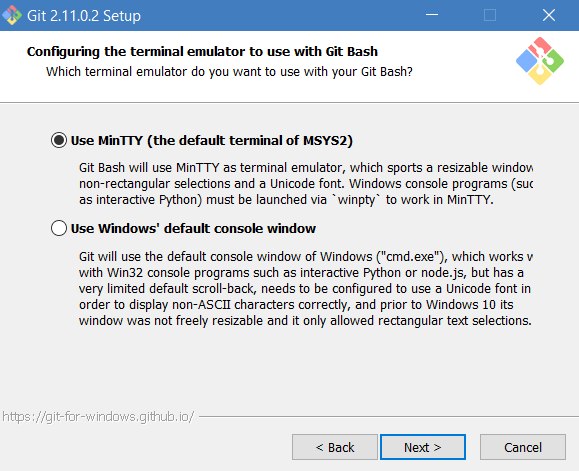 Git 2.11.0.2 Setup
Configuring the terminal emulator to use with Git Bash
Which terminal emulator do you want to use with your Git Bash?
Use MinTTY (the default terminal of MSYS2)
Git Bash will use MinTTY as terminal emulator, which sports a resizable window
non-rectangular selections and a Unicode font. Windows console programs (suc
as interactive Python) must be launched via `winpty` to work in MinTTY.
Use Windows' default console window
Git will use the default console window of Windows ("cmd.exe"), which works w
with Win32 console programs such as interactive Python or node.js, but has a
very limited default scroll-back, needs to be configured to use a Unicode font in
order to display non-ASCII characters correctly, and prior to Windows 10 its
window was not freely resizable and it only allowed rectangular text selections.
https://git-for-windows.github.io/
< Back
Next >
Cancel